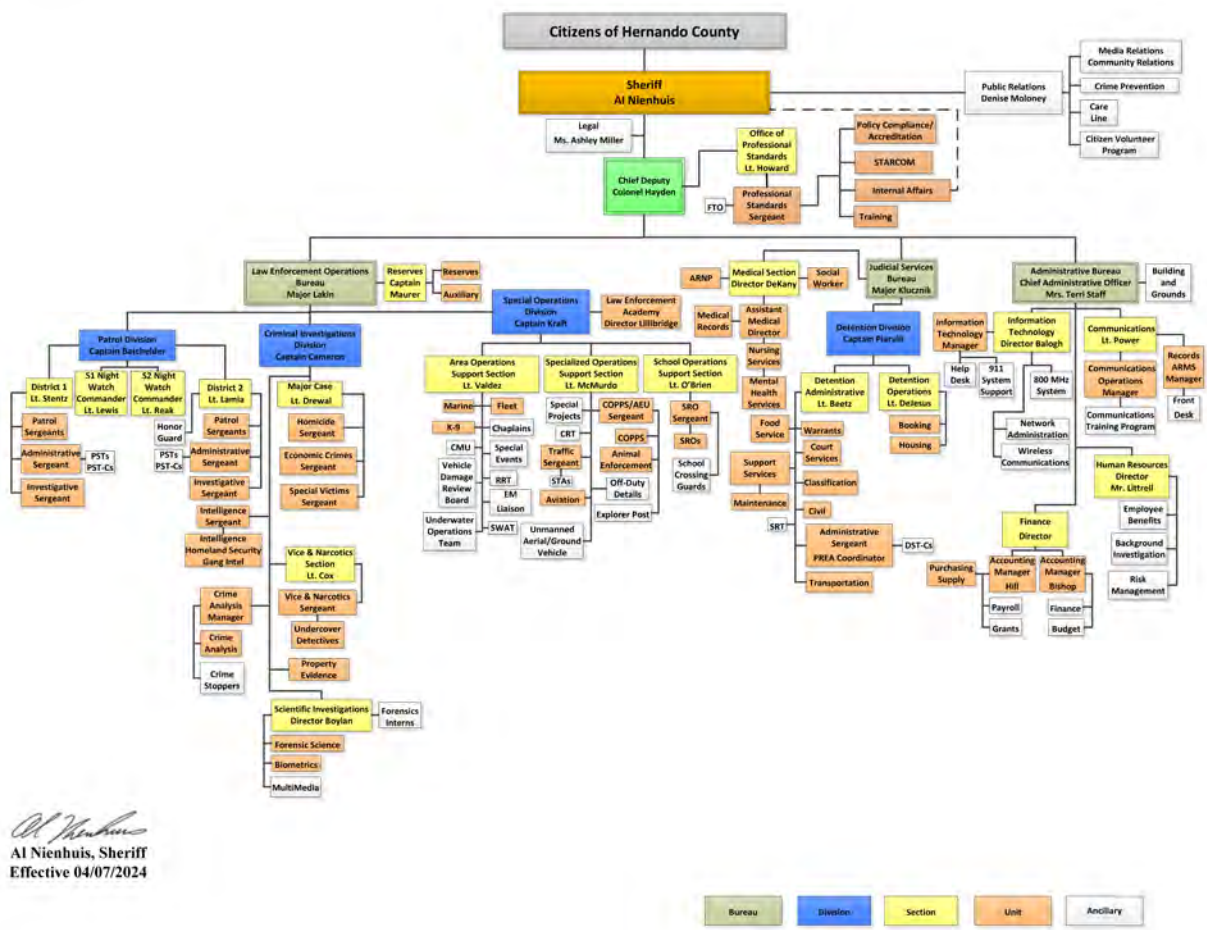 Citizens of Hernando County
Sheriff
Al Nienhuis
Public Relations
Denise Moloney
Media Relations
Community Relations
Crime Prevention
Care
Line
Citizen Volunteer
Program
Legal
Ms. Ashley Miller
Chief Deputy
Colonel Hayden
Office of
Professional
Standards
Lt. Howard
FTO
Professional
Standards
Sergeant
Policy Compliance/
Accreditation
STARCOM
Internal Affairs
Training
Law Enforcement Operations
Bureau
Major Lakin
Reserves
Captain
Maurer
Reserves
Auxiliary
Patrol Division
Captain Batchelder
District 1
Lt. Stentz
S1 Night
Watch
Commander
Lt. Lewis
S2 Night
Watch
Commander
Lt. Reak
District 2
Lt. Lamia
Patrol
Sergeants
Administrative
Sergeant
PSTs
PST-Cs
Investigative
Sergeant
Honor
Guard
Patrol
Sergeants
PSTs
PST-Cs
Administrative
Sergeant
Investigative
Sergeant
Criminal Investigations
Division
Captain Cameron
Major Case
Lt. Drewal
Homicide
Sergeant
Economic Crimes
Sergeant
Special Victims
Sergeant
Intelligence
Sergeant
Intelligence
Homeland Security
Gang Intel
Vice & Narcotics
Section
Lt. Cox
Vice & Narcotics
Sergeant
Undercover
Detectives
Crime
Analysis
Manager
Crime
Analysis
Crime
Stoppers
Property
Evidence
Scientific Investigations
Director Boylan
Forensics
Interns
Forensic Science
Biometrics
MultiMedia
Special Operations
Division
Captain Kraft
Law Enforcement
Academy
Director Lillibridge
Area Operations
Support Section
Lt. Valdez
Marine
Fleet
K-9
Chaplains
CMU
Special
Events
Vehicle
Damage
Review
Board
RRT
EM
Liaison
Underwater
Operations
Team
SWAT
Specialized Operations
Support Section
Lt. McMurdo
Special
Projects
COPPS/AEU
Sergeant
CRT
COPPS
Traffic
Sergeant
Animal
Enforcement
STAs
Off-Duty
Details
Aviation
Explorer Post
Unmanned
Aerial/Ground
Vehicle
School Operations
Support Section
Lt. O'Brien
SRO
Sergeant
SROs
School
Crossing
Guards
Judicial Services
Bureau
Major Klucznik
ARNP
Medical Section
Director DeKany
Social
Worker
Medical
Records
Assistant
Medical
Director
Nursing
Services
Mental
Health
Services
Detention Division
Captain Piarulli
Detention
Administrative
Lt. Beetz
Detention
Operations
Lt. DeJesus
Booking
Housing
Food
Service
Warrants
Court
Services
Support
Services
Classification
Maintenance
Civil
SRT
Administrative
Sergeant
PREA Coordinator
DST-Cs
Transportation
Administrative Bureau
Chief Administrative Officer
Mrs. Terri Staff
Building
and
Grounds
Information
Technology
Manager
Information
Technology
Director Balogh
Communications
Lt. Power
Help
Desk
911
System
Support
800 MHz
System
Communications
Operations
Manager
Records
ARMS
Manager
Front
Desk
Communications
Training Program
Network
Administration
Wireless
Communications
Human Resources
Director
Mr. Littrell
Employee
Benefits
Background
Investigation
Risk
Management
Finance
Director
Purchasing
Supply
Accounting
Manager
Hill
Accounting
Manager
Bishop
Payroll
Grants
Finance
Budget
Al Nienhuis
Al Nienhuis, Sheriff
Effective 04/07/2024
Bureau
Division
Section
Unit
Ancillary